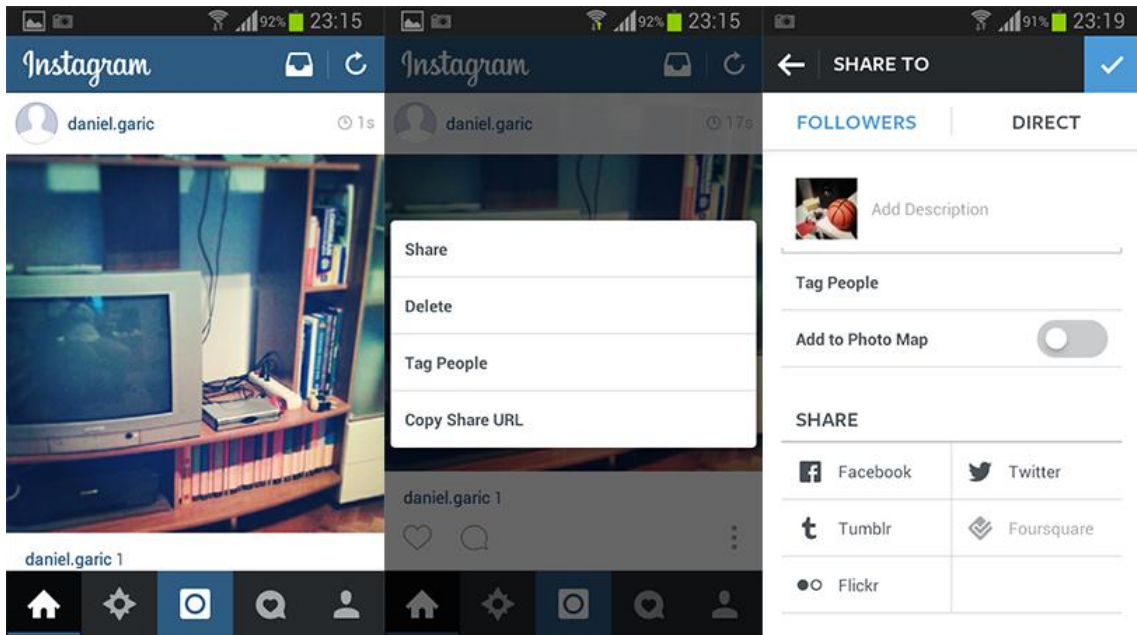 92% 23:15
Instagram
daniel.garic 1s
daniel.garic 1
92% 23:15
Instagram
daniel.garic 17s
Share
Delete
Tag People
Copy Share URL
daniel.garic 1
91% 23:19
SHARE TO
FOLLOWERS DIRECT
Add Description
Tag People
Add to Photo Map
SHARE
Facebook Twitter
Tumblr Foursquare
Flickr